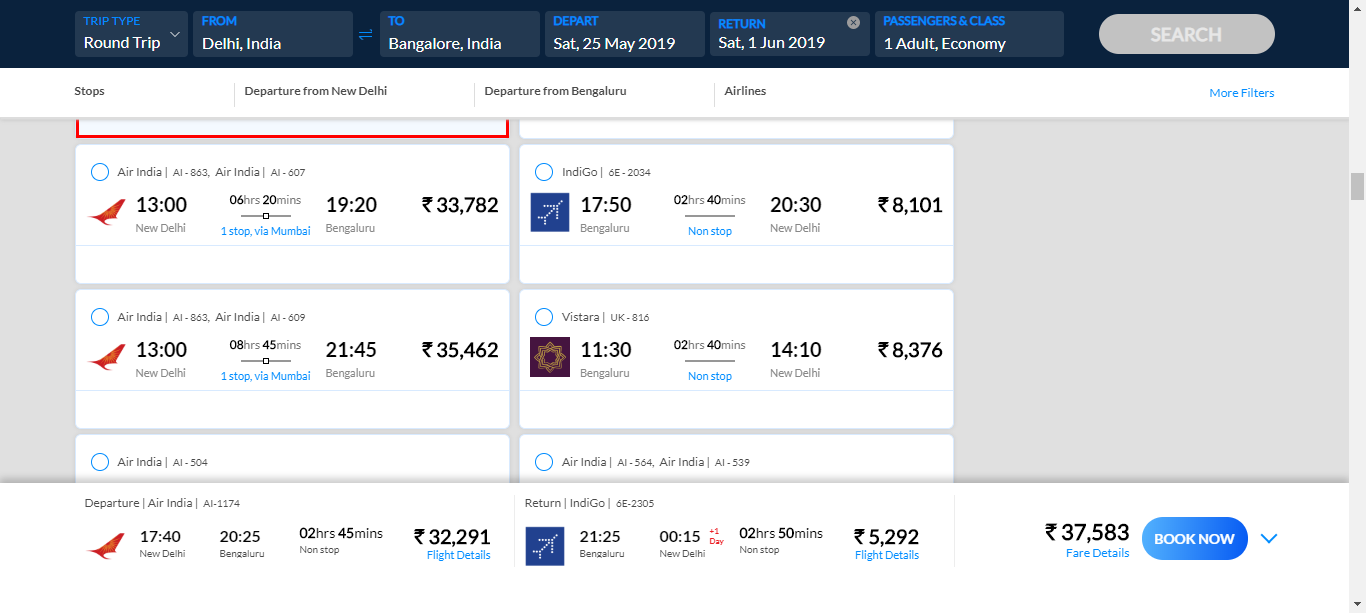 TRIP TYPE
Round Trip
FROM
Delhi, India
TO
Bangalore, India
DEPART
Sat, 25 May 2019
RETURN
Sat, 1 Jun 2019
PASSENGERS & CLASS
1 Adult, Economy
SEARCH
Stops
Departure from New Delhi
Departure from Bengaluru
Airlines
More Filters
Air India | AI - 863, Air India | AI - 607
13:00
New Delhi
06hrs 20mins
1 stop, via Mumbai
19:20
Bengaluru
₹ 33,782
IndiGo | 6E - 2034
17:50
Bengaluru
02hrs 40mins
Non stop
20:30
New Delhi
₹ 8,101
Air India | AI - 863, Air India | AI - 609
13:00
New Delhi
08hrs 45mins
1 stop, via Mumbai
21:45
Bengaluru
₹ 35,462
Vistara | UK - 816
11:30
Bengaluru
02hrs 40mins
Non stop
14:10
New Delhi
₹ 8,376
Air India | AI - 504
Air India | AI - 564, Air India | AI - 539
Departure | Air India | AI-1174
17:40
New Delhi
20:25
Bengaluru
02hrs 45mins
Non stop
₹ 32,291
Flight Details
Return | IndiGo | 6E-2305
21:25
Bengaluru
00:15
New Delhi
+1
Day
02hrs 50mins
Non stop
₹ 5,292
Flight Details
₹ 37,583
Fare Details
BOOK NOW